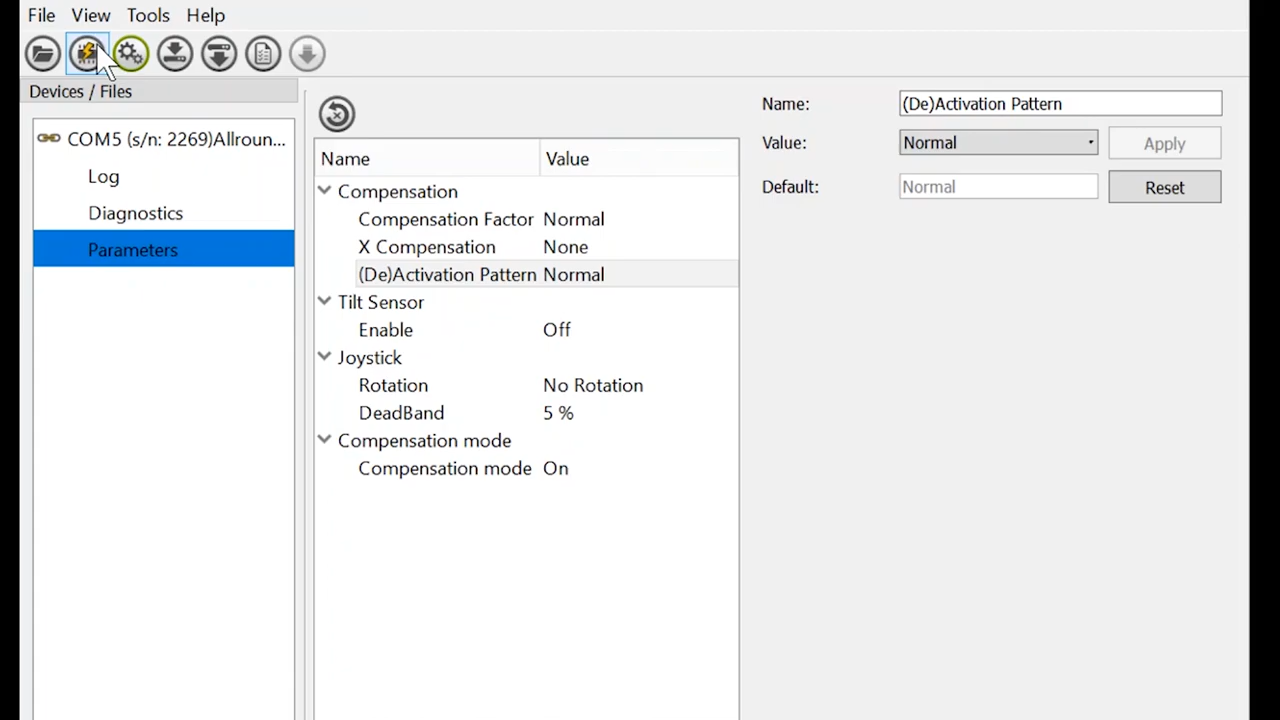 File View Tools Help
Devices / Files
COM5 (s/n: 2269)Allroun...
Log
Diagnostics
Parameters
Name Value
Compensation
Compensation Factor Normal
X Compensation None
(De)Activation Pattern Normal
Tilt Sensor
Enable Off
Joystick
Rotation No Rotation
DeadBand 5 %
Compensation mode
Compensation mode On
Name: (De)Activation Pattern
Value: Normal Apply
Default: Normal Reset